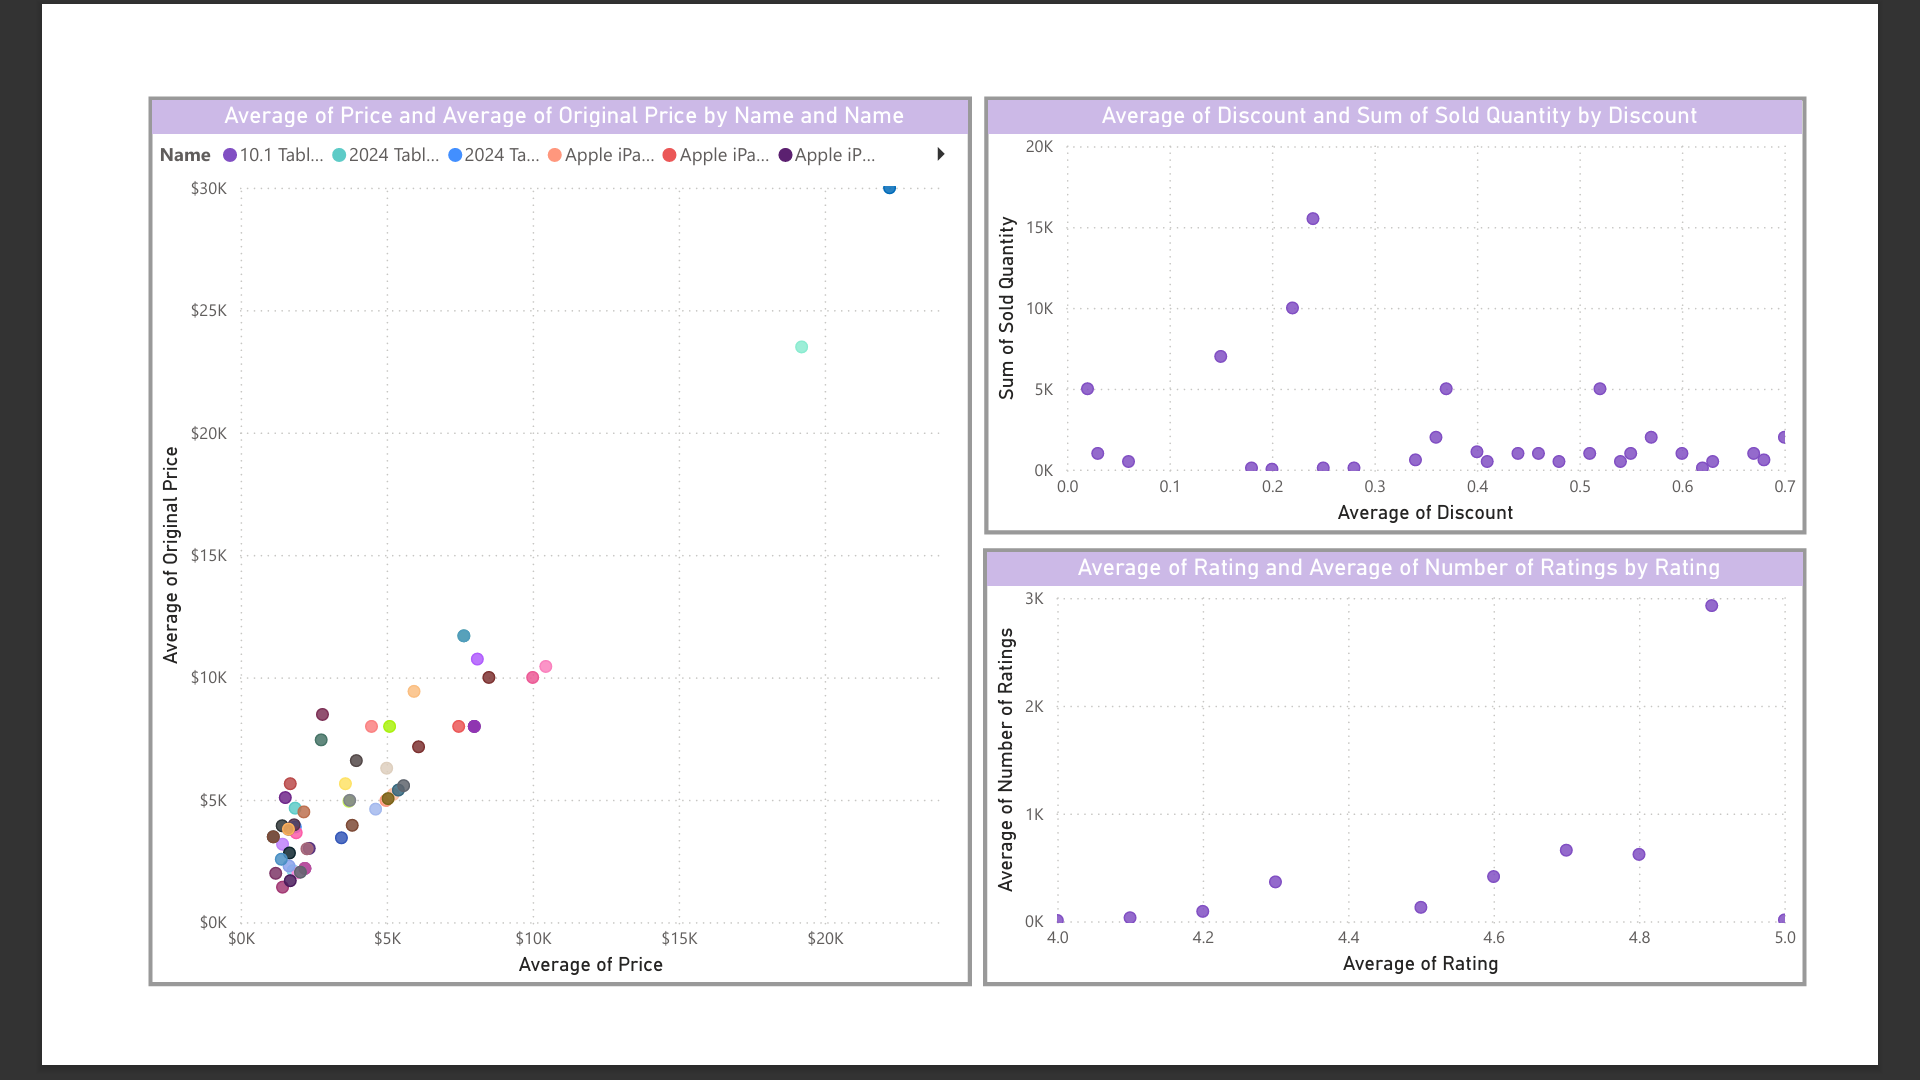 Average of Price and Average of Original Price by Name and Name
Name 10.1 Tabl... 2024 Tabl... 2024 Ta... Apple iPa... Apple iPa... Apple iP...
$30K
$25K
$20K
$15K
$10K
$5K
$0K
Average of Original Price
$0K $5K $10K $15K $20K
Average of Price
Average of Discount and Sum of Sold Quantity by Discount
20K
15K
10K
5K
0K
Sum of Sold Quantity
0.0 0.1 0.2 0.3 0.4 0.5 0.6 0.7
Average of Discount
Average of Rating and Average of Number of Ratings by Rating
3K
2K
1K
0K
Average of Number of Ratings
4.0 4.2 4.4 4.6 4.8 5.0
Average of Rating